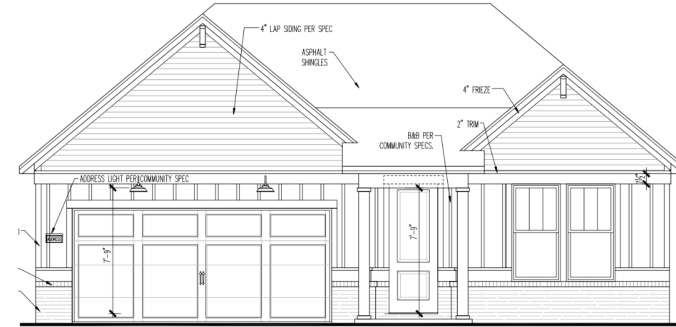 4" LAP SIDING PER SPEC
ASPHALT
SHINGLES
4" FRIEZE
2" TRIM
B&B PER
COMMUNITY SPECS.
ADDRESS LIGHT PER COMMUNITY SPEC
ADDRESS
7'-9"
7'-9"